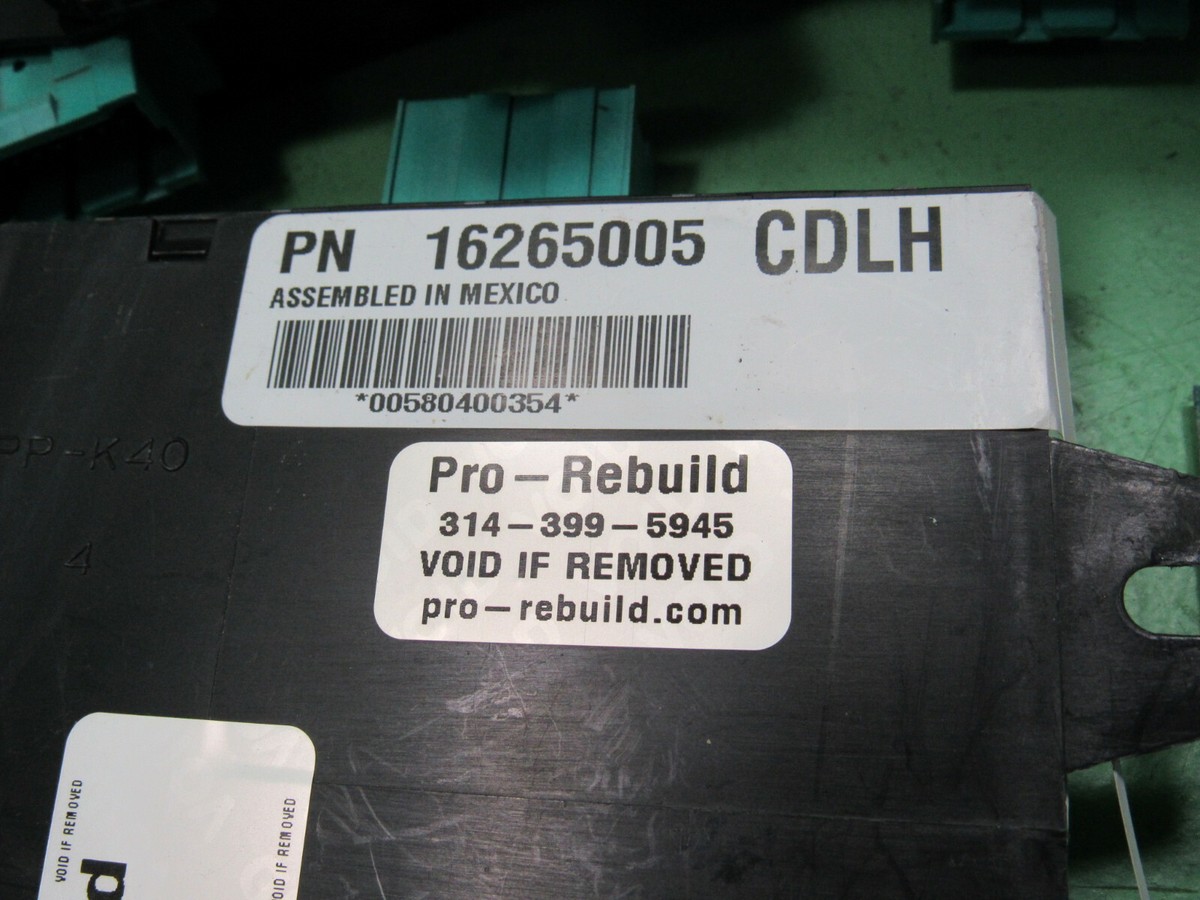 PN 16265005 CDLH
ASSEMBLED IN MEXICO
*00580400354*
PP-K40
4
Pro-Rebuild
314-399-5945
VOID IF REMOVED
pro-rebuild.com
VOID IF REMOVED
d
VOID IF REMOVED